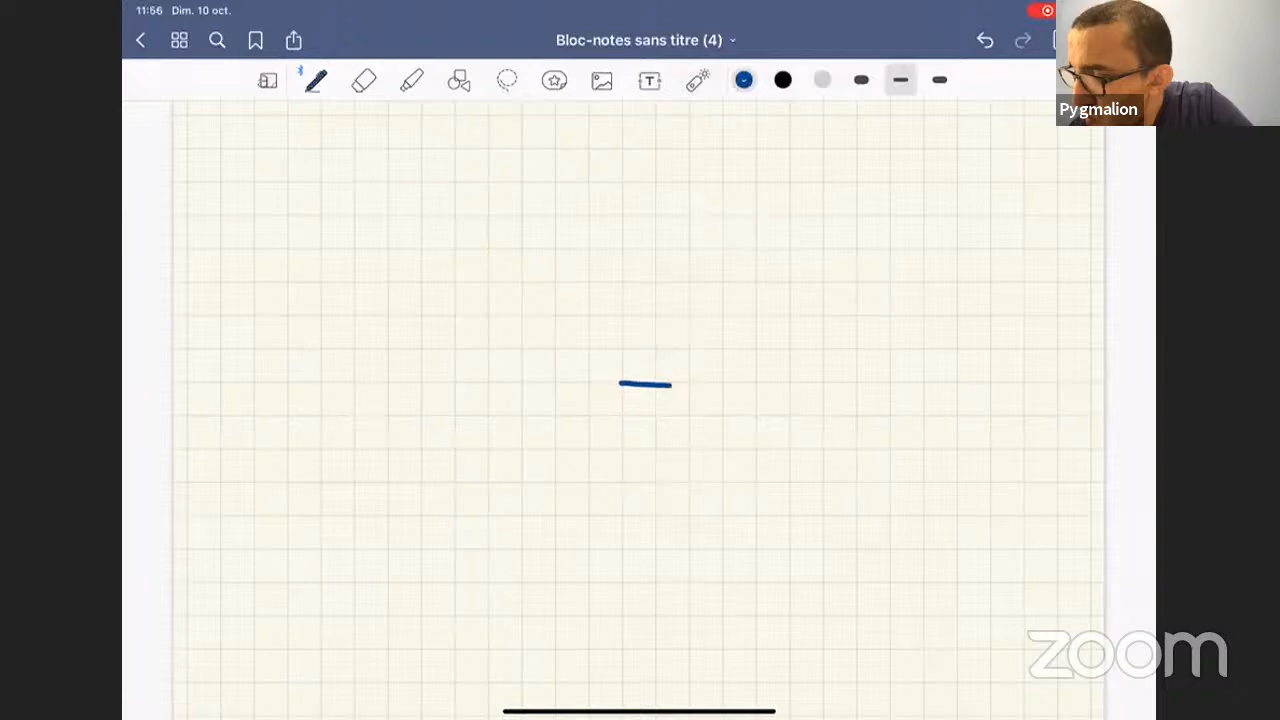 11:56 Dim. 10 oct.
Bloc-notes sans titre (4)
T
Pygmalion
zoom